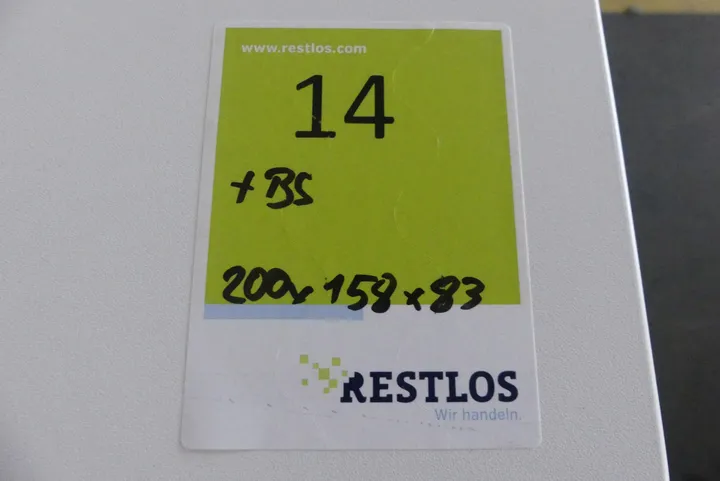 www.restlos.com
14
+ BS
200x158x83
RESTLOS
Wir handeln.